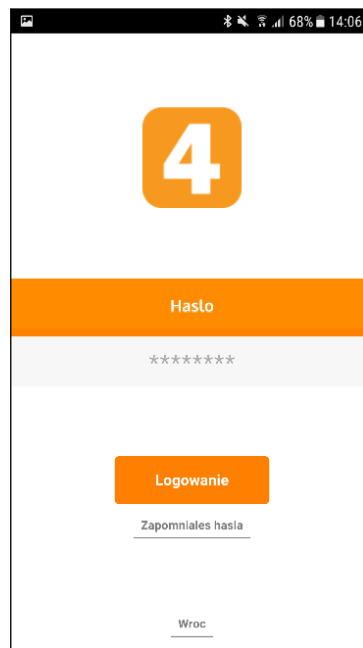 68% 14:06
4
Haslo
********
Logowanie
Zapomniales hasla
Wroc